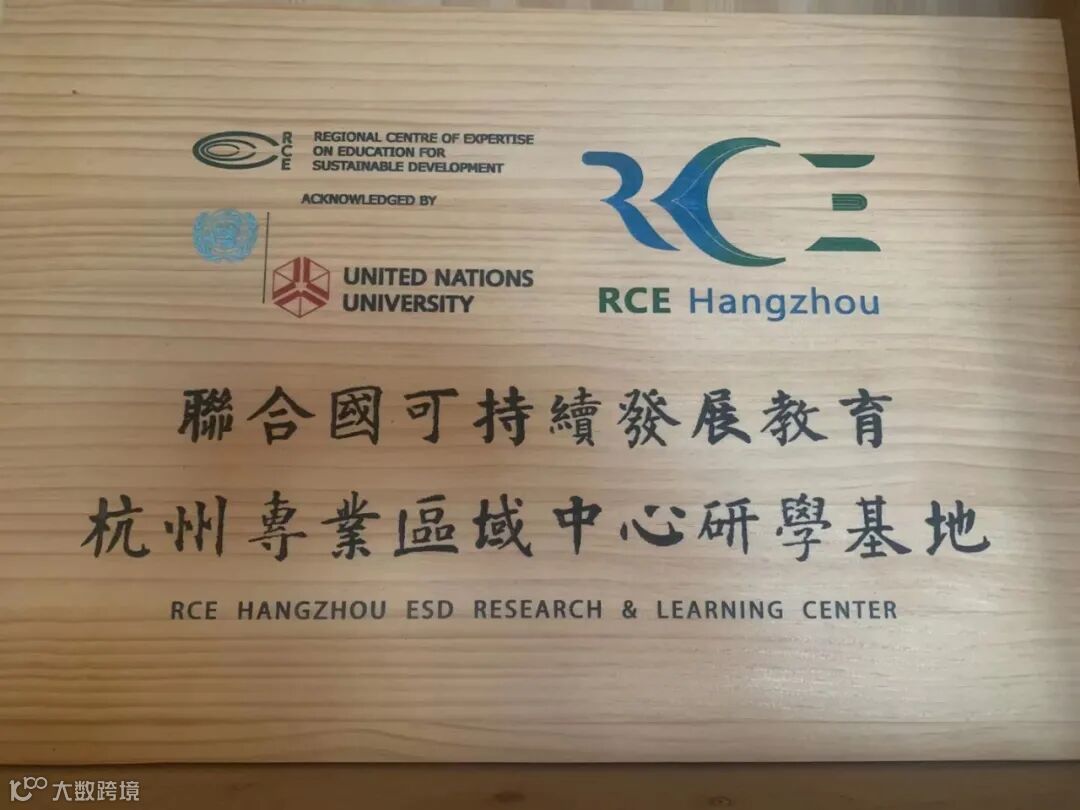 RCE
REGIONAL CENTRE OF EXPERTISE
ON EDUCATION FOR
SUSTAINABLE DEVELOPMENT
ACKNOWLEDGED BY
UNITED NATIONS
UNIVERSITY
RCE
RCE Hangzhou
聯合國可持續發展教育
杭州專業區域中心研學基地
RCE HANGZHOU ESD RESEARCH & LEARNING CENTER
大数跨境